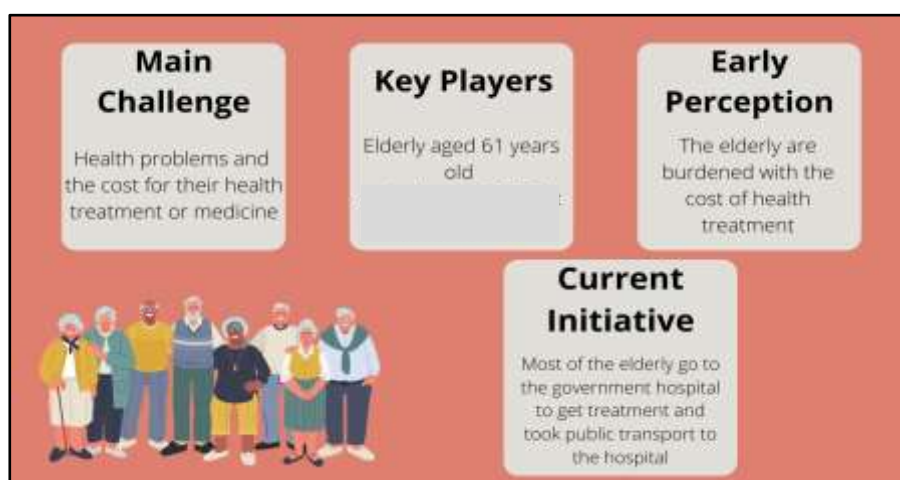 Main
Challenge
Health problems and
the cost for their health
treatment or medicine
Key Players
Elderly aged 61 years
old
Early
Perception
The elderly are
burdened with the
cost of health
treatment
Current
Initiative
Most of the elderly go to
the government hospital
to get treatment and
took public transport to
the hospital